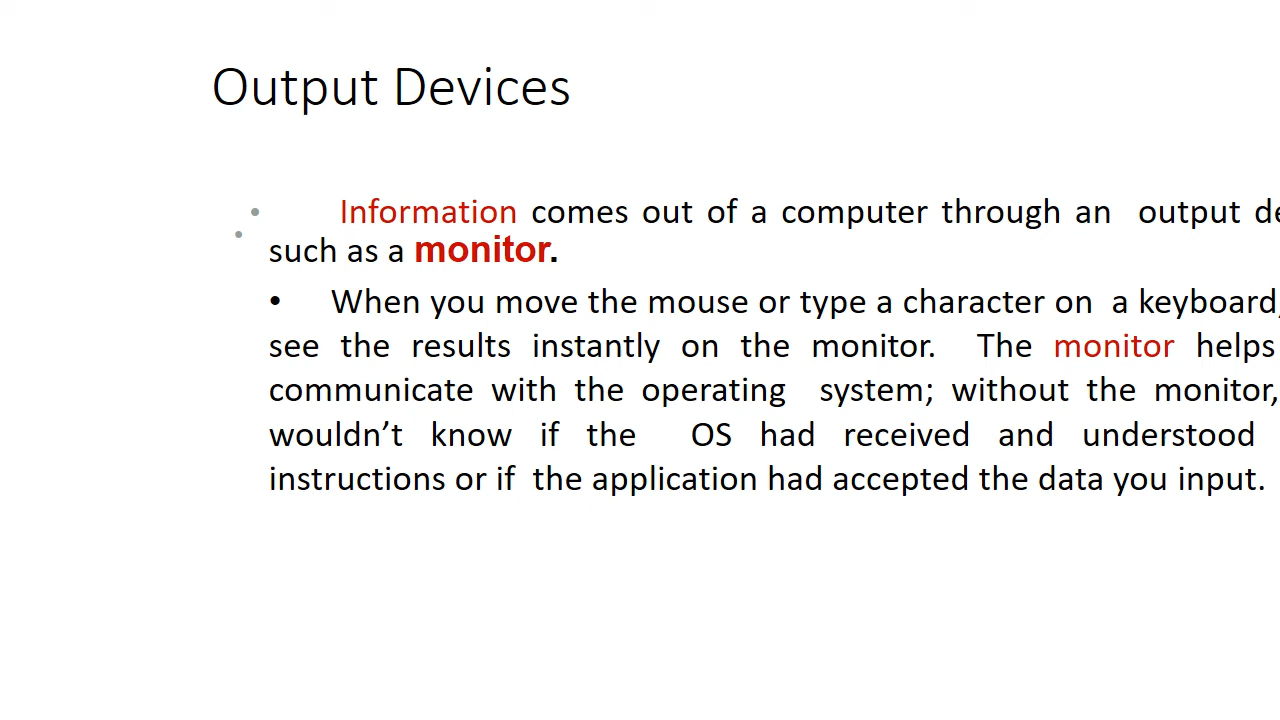 Output Devices
• Information comes out of a computer through an output de
• such as a monitor.
• When you move the mouse or type a character on a keyboard,
see the results instantly on the monitor. The monitor helps
communicate with the operating system; without the monitor,
wouldn’t know if the OS had received and understood
instructions or if the application had accepted the data you input.